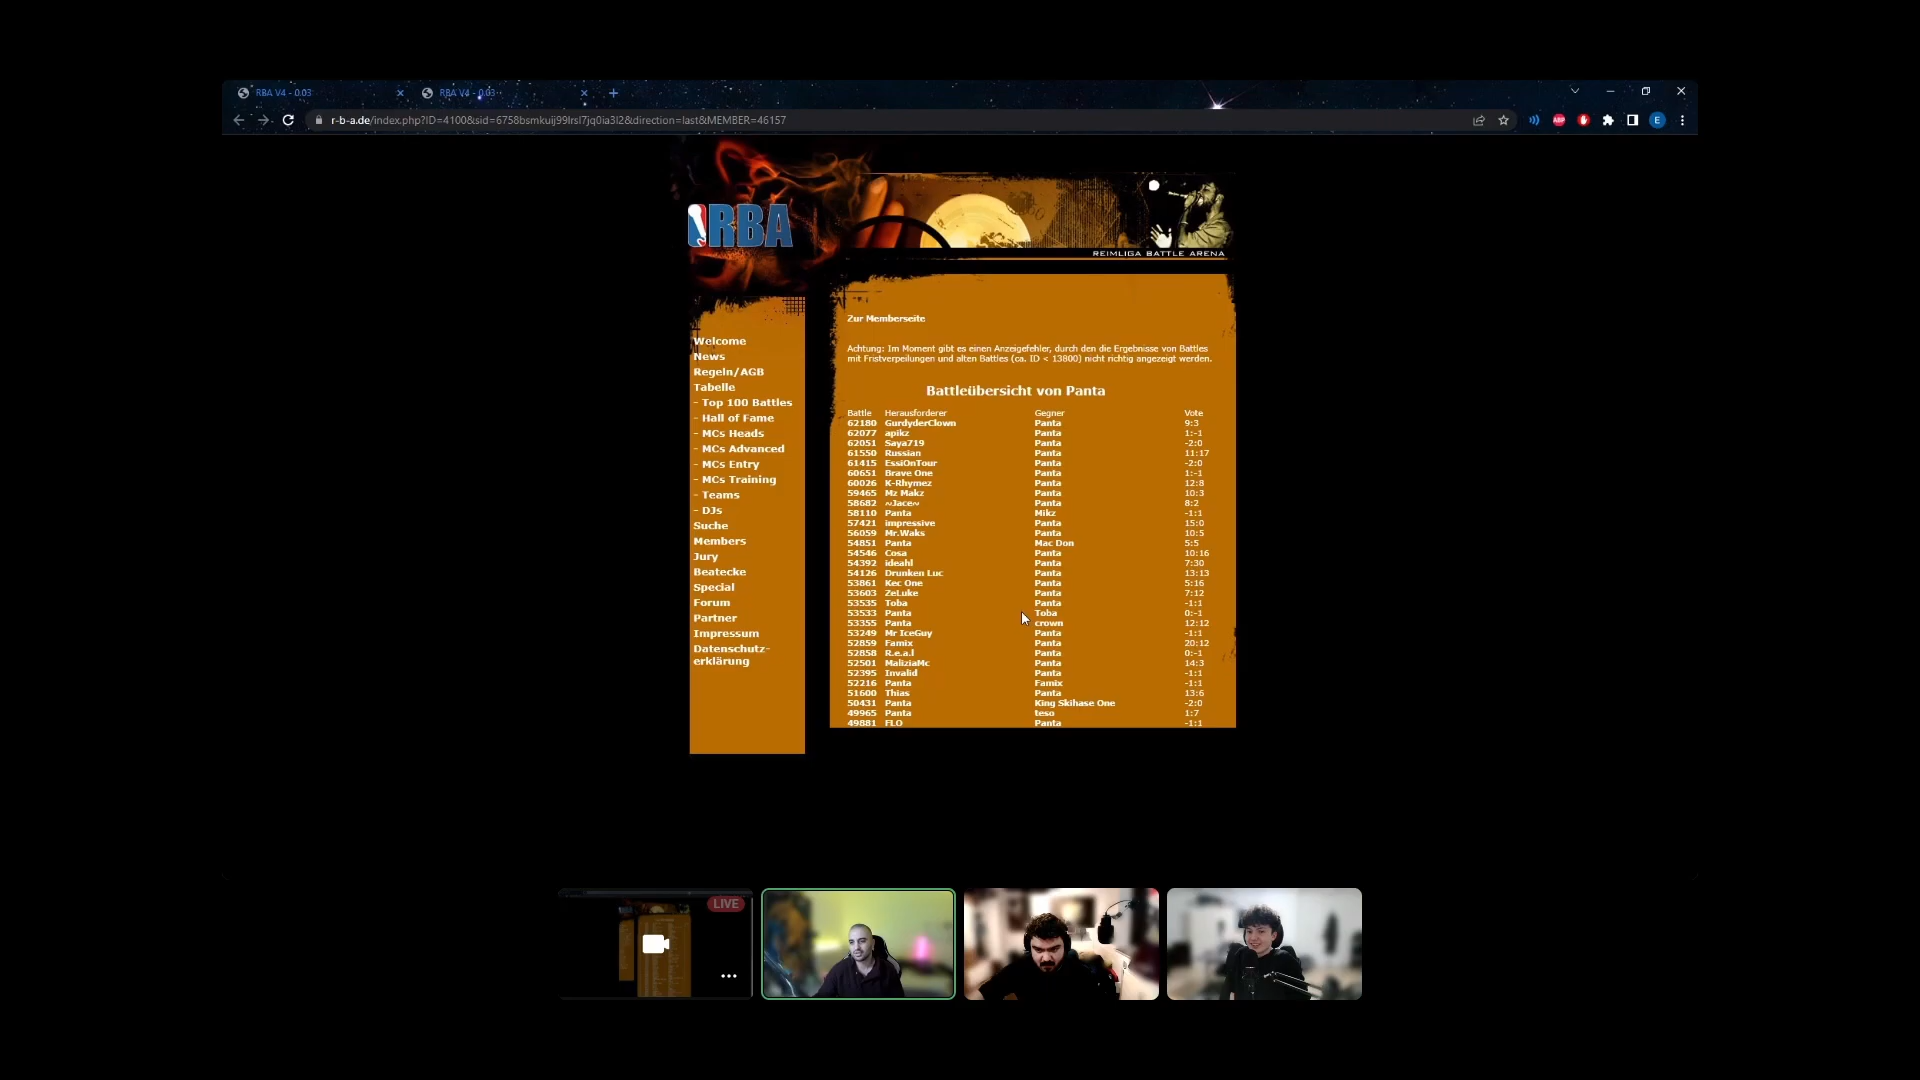 RBA V4 - 0.03
RBA V4 - 0.03
r-b-a.de/index.php?ID=4100&sid=6758bsmkuij99lrsl7jq0ia3l2&direction=last&MEMBER=46157
ABP
E
RBA
REIMLIGA BATTLE ARENA
Welcome
News
Regeln/AGB
Tabelle
- Top 100 Battles
- Hall of Fame
- MCs Heads
- MCs Advanced
- MCs Entry
- MCs Training
- Teams
- DJs
Suche
Members
Jury
Beatecke
Special
Forum
Partner
Impressum
Datenschutz-
erklärung
Zur Memberseite
Achtung: Im Moment gibt es einen Anzeigefehler, durch den die Ergebnisse von Battles
mit Fristverpeilungen und alten Battles (ca. ID < 13800) nicht richtig angezeigt werden.
Battleübersicht von Panta
Battle Herausforderer Gegner Vote
62180 GurdyderClown Panta 9:3
62077 apikz Panta 1:-1
62051 Saya719 Panta -2:0
61550 Russian Panta 11:17
61415 EssiOnTour Panta -2:0
60651 Brave One Panta 1:-1
60026 K-Rhymez Panta 12:8
59465 Mz Makz Panta 10:3
58682 ~Jace~ Panta 8:2
58110 Panta Mikz -1:1
57421 impressive Panta 15:0
56059 Mr.Waks Panta 10:5
54851 Panta Mac Don 5:5
54546 Cosa Panta 10:16
54392 ideahl Panta 7:30
54126 Drunken Luc Panta 13:13
53861 Kec One Panta 5:16
53603 ZeLuke Panta 7:12
53535 Toba Panta -1:1
53533 Panta Toba 0:-1
53355 Panta crown 12:12
53249 Mr IceGuy Panta -1:1
52859 Famix Panta 20:12
52858 R.e.a.l Panta 0:-1
52501 MaliziaMc Panta 14:3
52395 Invalid Panta -1:1
52216 Panta Famix -1:1
51600 Thias Panta 13:6
50431 Panta King Skihase One -2:0
49965 Panta teso 1:7
49881 FLO Panta -1:1
LIVE